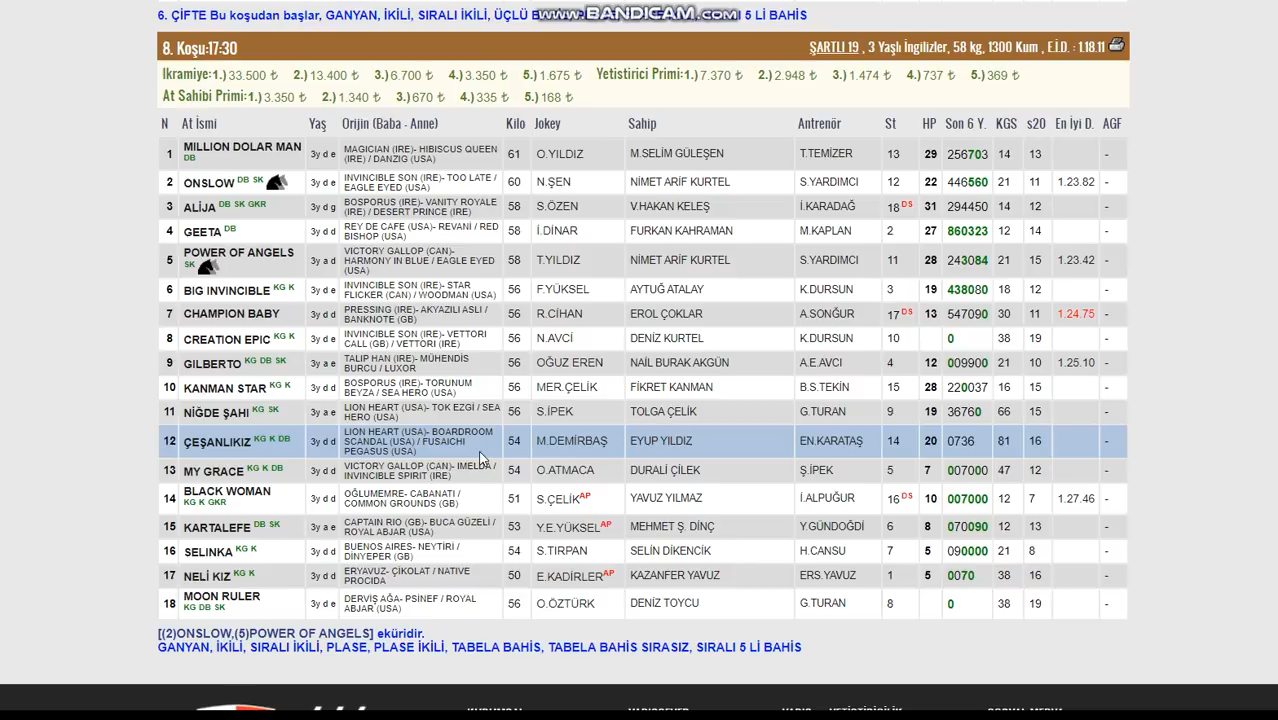 6. ÇİFTE Bu koşudan başlar, GANYAN, İKİLİ, SIRALI İKİLİ, ÜÇLÜ B 5 Lİ BAHİS
www.BANDICAM.com
8. Koşu:17:30 ŞARTLI 19 , 3 Yaşlı İngilizler, 58 kg, 1300 Kum , E.İ.D. : 1.18.11
Ikramiye:1.) 33.500 ₺ 2.) 13.400 ₺ 3.) 6.700 ₺ 4.) 3.350 ₺ 5.) 1.675 ₺ Yetistirici Primi:1.) 7.370 ₺ 2.) 2.948 ₺ 3.) 1.474 ₺ 4.) 737 ₺ 5.) 369 ₺
At Sahibi Primi:1.) 3.350 ₺ 2.) 1.340 ₺ 3.) 670 ₺ 4.) 335 ₺ 5.) 168 ₺
N At İsmi Yaş Orijin (Baba - Anne) Kilo Jokey Sahip Antrenör St HP Son 6 Y. KGS s20 En İyi D. AGF
1 MILLION DOLAR MAN DB 3y d e MAGICIAN (IRE)- HIBISCUS QUEEN (IRE) / DANZIG (USA) 61 O.YILDIZ M.SELİM GÜLEŞEN T.TEMİZER 13 29 256703 14 13 -
2 ONSLOW DB SK 3y d e INVINCIBLE SON (IRE)- TOO LATE / EAGLE EYED (USA) 60 N.ŞEN NİMET ARİF KURTEL S.YARDIMCI 12 22 446560 21 11 1.23.82 -
3 ALİJA DB SK GKR 3y d g BOSPORUS (IRE)- VANITY ROYALE (IRE) / DESERT PRINCE (IRE) 58 S.ÖZEN V.HAKAN KELEŞ İ.KARADAĞ 18 DS 31 294450 14 12 -
4 GEETA DB 3y d d REY DE CAFE (USA)- REVANİ / RED BISHOP (USA) 58 İ.DİNAR FURKAN KAHRAMAN M.KAPLAN 2 27 860323 12 14 -
5 POWER OF ANGELS SK 3y a d VICTORY GALLOP (CAN)- HARMONY IN BLUE / EAGLE EYED (USA) 58 T.YILDIZ NİMET ARİF KURTEL S.YARDIMCI 11 28 243084 21 15 1.23.42 -
6 BIG INVINCIBLE KG K 3y d e INVINCIBLE SON (IRE)- STAR FLICKER (CAN) / WOODMAN (USA) 56 F.YÜKSEL AYTUĞ ATALAY K.DURSUN 3 19 438080 18 12 -
7 CHAMPION BABY 3y d d PRESSING (IRE)- AKYAZILI ASLI / BANKNOTE (GB) 56 R.CİHAN EROL ÇOKLAR A.SONĞUR 17 DS 13 547090 30 11 1.24.75 -
8 CREATION EPIC KG K 3y d d INVINCIBLE SON (IRE)- VETTORI CALL (GB) / VETTORI (IRE) 56 N.AVCİ DENİZ KURTEL K.DURSUN 10 0 38 19 -
9 GILBERTO KG DB SK 3y a e TALIP HAN (IRE)- MÜHENDİS BURCU / LUXOR 56 OĞUZ EREN NAİL BURAK AKGÜN A.E.AVCI 4 12 009900 21 10 1.25.10 -
10 KANMAN STAR KG K 3y d d BOSPORUS (IRE)- TORUNUM BEYZA / SEA HERO (USA) 56 MER.ÇELİK FİKRET KANMAN B.S.TEKİN 15 28 220037 16 15 -
11 NİĞDE ŞAHI KG SK 3y a e LION HEART (USA)- TOK EZGİ / SEA HERO (USA) 56 S.İPEK TOLGA ÇELİK G.TURAN 9 19 36760 66 15 -
12 ÇEŞANLIKIZ KG K DB 3y d d LION HEART (USA)- BOARDROOM SCANDAL (USA) / FUSAICHI PEGASUS (USA) 54 M.DEMİRBAŞ EYUP YILDIZ EN.KARATAŞ 14 20 0736 81 16 -
13 MY GRACE KG K DB 3y d d VICTORY GALLOP (CAN)- IMELDA / INVINCIBLE SPIRIT (IRE) 54 O.ATMACA DURALİ ÇİLEK Ş.İPEK 5 7 007000 47 12 -
14 BLACK WOMAN KG K GKR 3y d d OĞLUMEMRE- CABANATI / COMMON GROUNDS (GB) 51 S.ÇELİK AP YAVUZ YILMAZ İ.ALPUĞUR 16 DS 10 007000 12 7 1.27.46 -
15 KARTALEFE DB SK 3y a e CAPTAIN RIO (GB)- BUCA GÜZELİ / ROYAL ABJAR (USA) 53 Y.E.YÜKSEL AP MEHMET Ş. DİNÇ Y.GÜNDOĞDİ 6 8 070090 12 13 -
16 SELINKA KG K 3y d d BUENOS AIRES- NEYTİRİ / DİNYEPER (GB) 54 S.TIRPAN SELİN DİKENCİK H.CANSU 7 5 090000 21 8 -
17 NELİ KIZ KG K 3y d d ERYAVUZ- ÇİKOLAT / NATIVE PROCIDA 50 E.KADİRLER AP KAZANFER YAVUZ ERS.YAVUZ 1 5 0070 38 16 -
18 MOON RULER KG DB SK 3y d e DERVİŞ AĞA- PSINEF / ROYAL ABJAR (USA) 56 O.ÖZTÜRK DENİZ TOYCU G.TURAN 8 0 38 19 -
[(2)ONSLOW,(5)POWER OF ANGELS] eküridir.
GANYAN, İKİLİ, SIRALI İKİLİ, PLASE, PLASE İKİLİ, TABELA BAHİS, TABELA BAHİS SIRASIZ, SIRALI 5 Lİ BAHİS